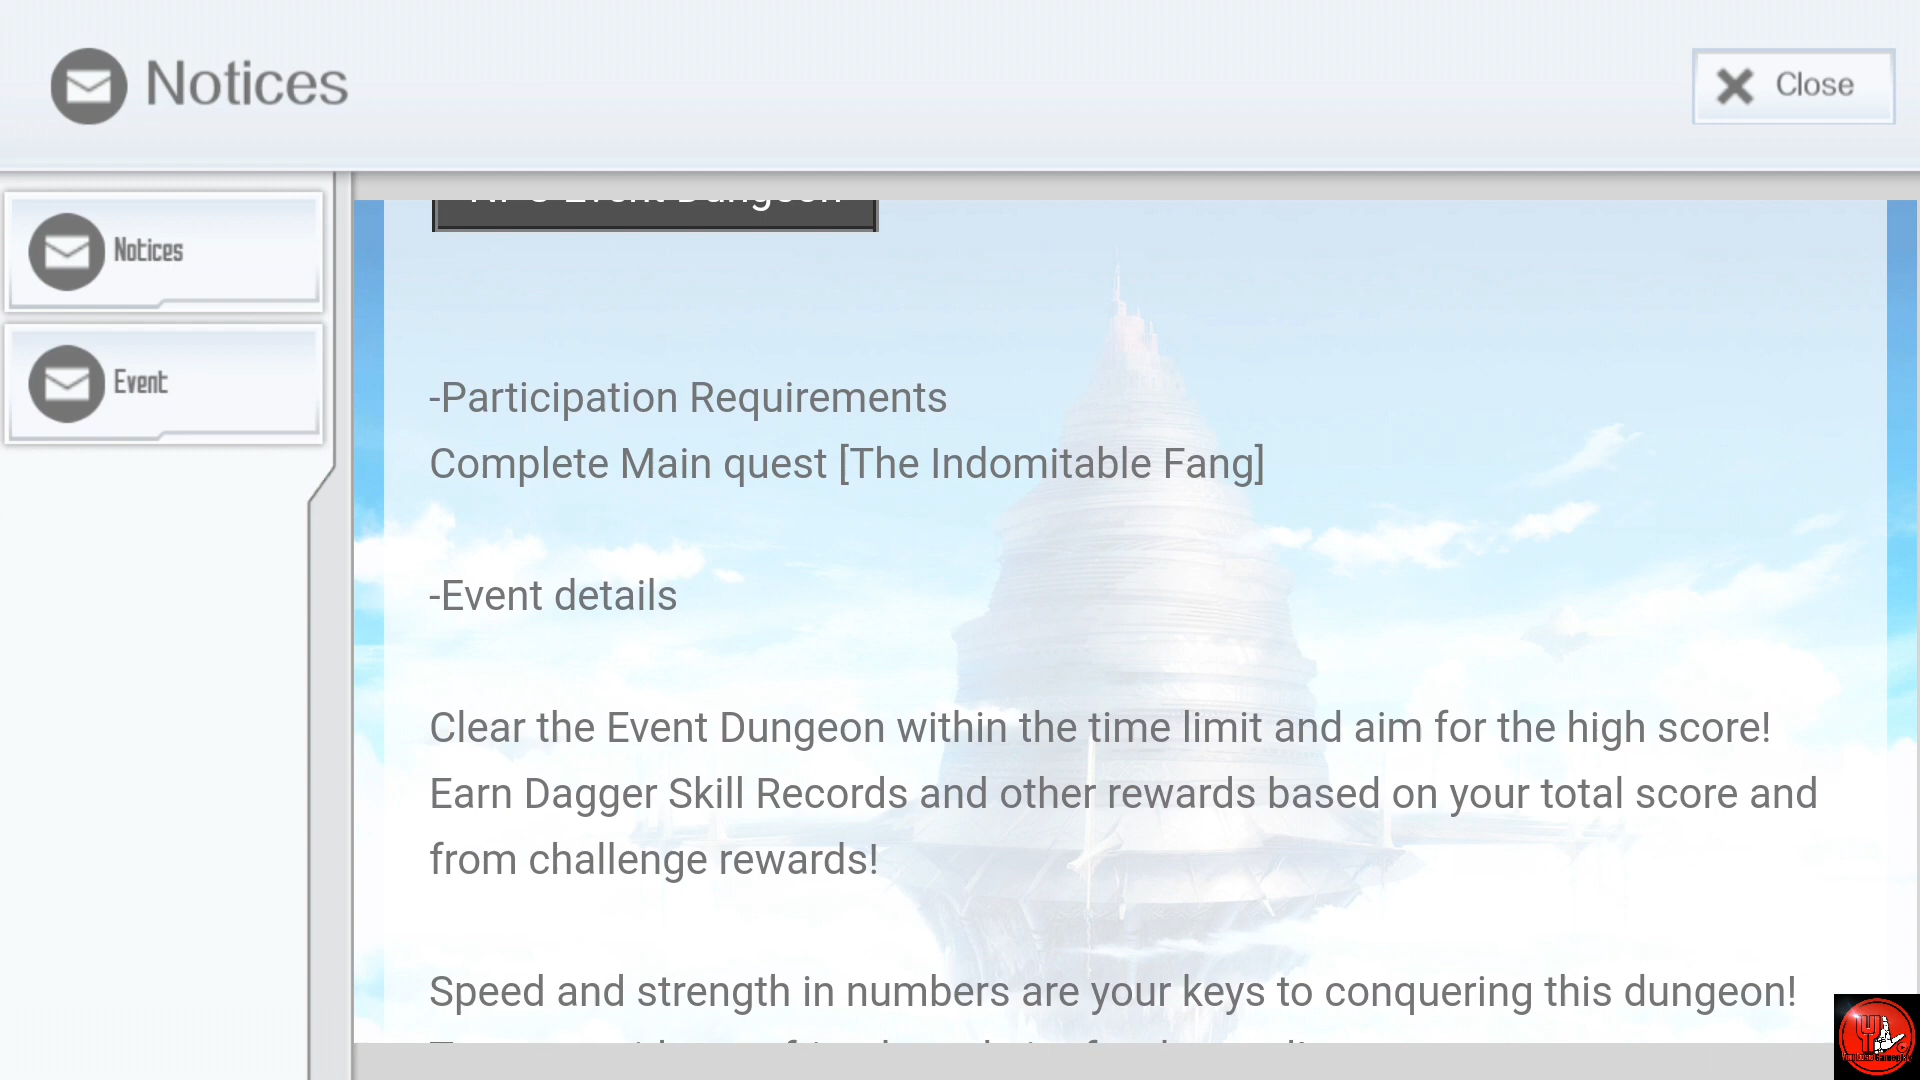 Notices
Close
Notices
Event
Event Dungeon
-Participation Requirements
Complete Main quest [The Indomitable Fang]
-Event details
Clear the Event Dungeon within the time limit and aim for the high score!
Earn Dagger Skill Records and other rewards based on your total score and
from challenge rewards!
Speed and strength in numbers are your keys to conquering this dungeon!